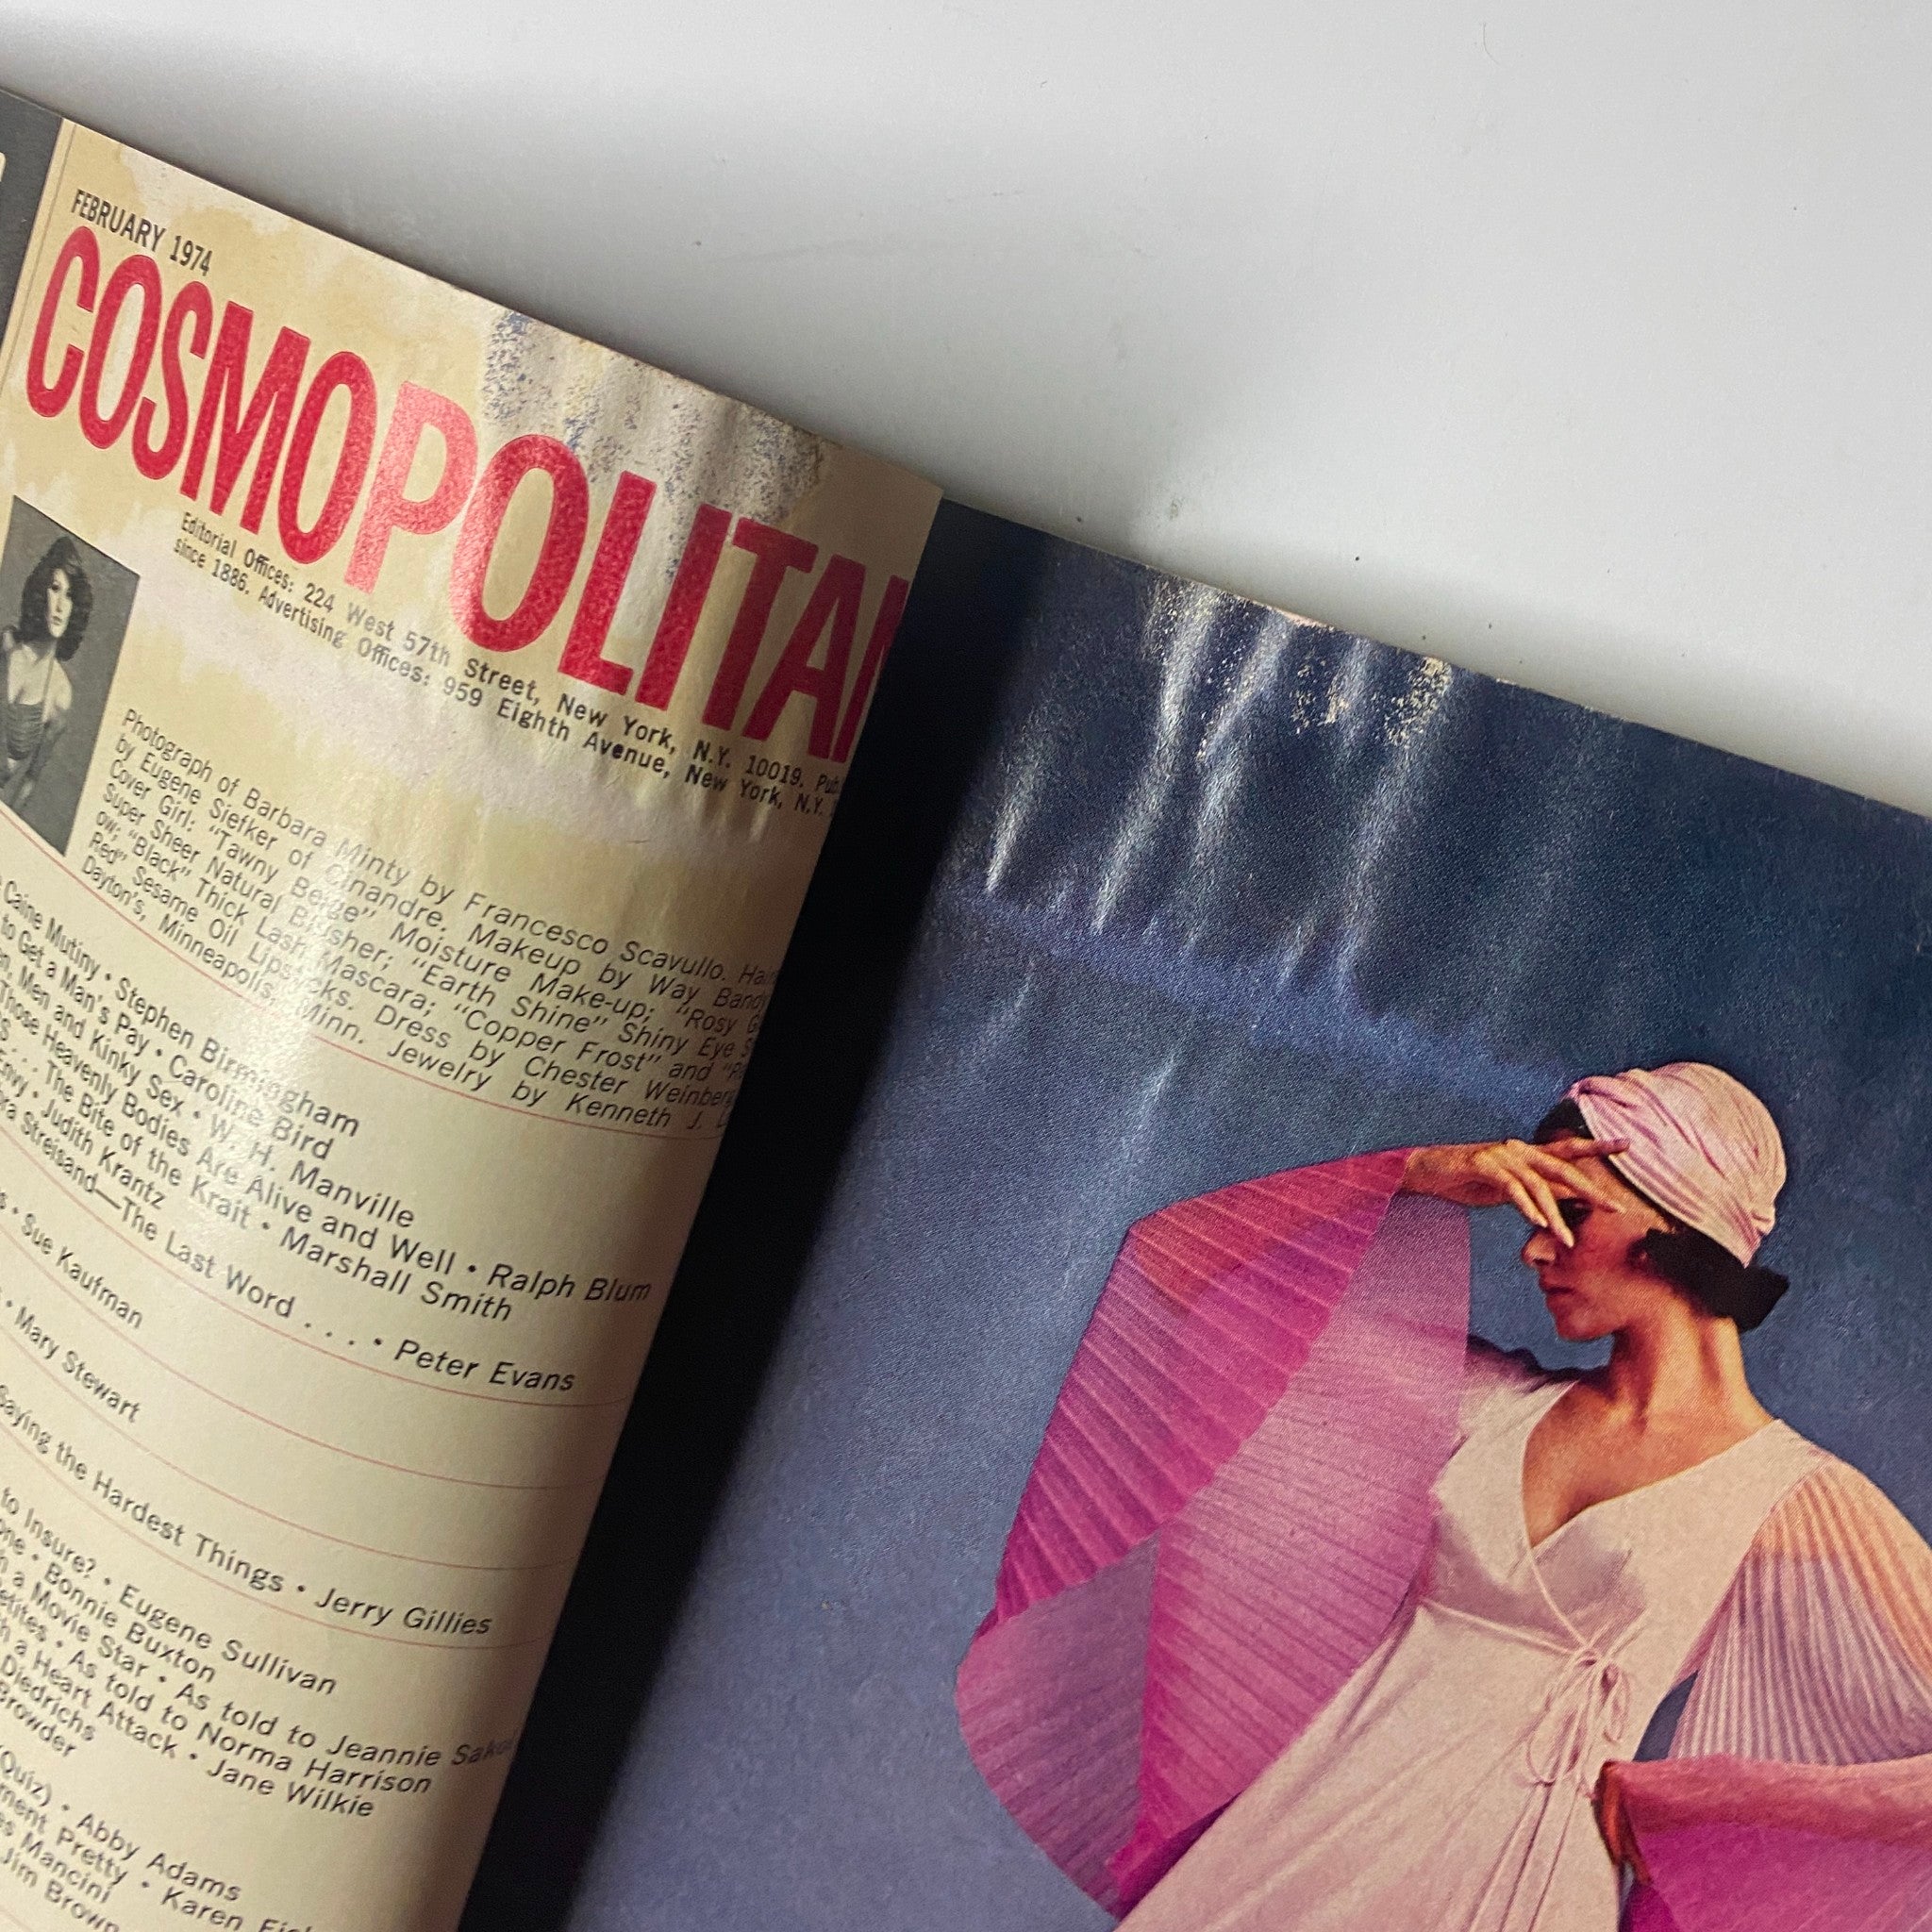 FEBRUARY 1974
COSMOPOLITAN
Editorial Offices: 224 West 57th Street, New York, N.Y. 10019.
since 1886. Advertising Offices: 959 Eighth Avenue, New York, N.Y.
Photograph of Barbara Minty by Francesco Scavullo.
by Eugene Siefker of Cinandre. Makeup by Way Bandy
Cover Girl: "Tawny Beige" Moisture Make-up; "Rosy
Super Sheer Natural Blusher; "Earth Shine" Shiny Eye
ow; "Black" Thick Lash Mascara; "Copper Frost" and
Red" Sesame Oil Lipsticks. Dress by Chester Weinberg
Dayton's, Minneapolis, Minn. Jewelry by Kenneth J.
Caine Mutiny • Stephen Birmingham
to Get a Man's Pay • Caroline Bird
Men and Kinky Sex • W. H. Manville
Those Heavenly Bodies Are Alive and Well • Ralph Blum
. . . The Bite of the Krait • Marshall Smith
Envy • Judith Krantz
Streisand—The Last Word . . . • Peter Evans
• Sue Kaufman
• Mary Stewart
Saying the Hardest Things • Jerry Gillies
to Insure? • Eugene Sullivan
• Bonnie Buxton
a Movie Star • As told to Jeannie
• As told to Norma Harrison
a Heart Attack • Jane Wilkie
Diedrichs
Browder
(Quiz) • Abby Adams
Pretty • Karen
Mancini
Jim Brown